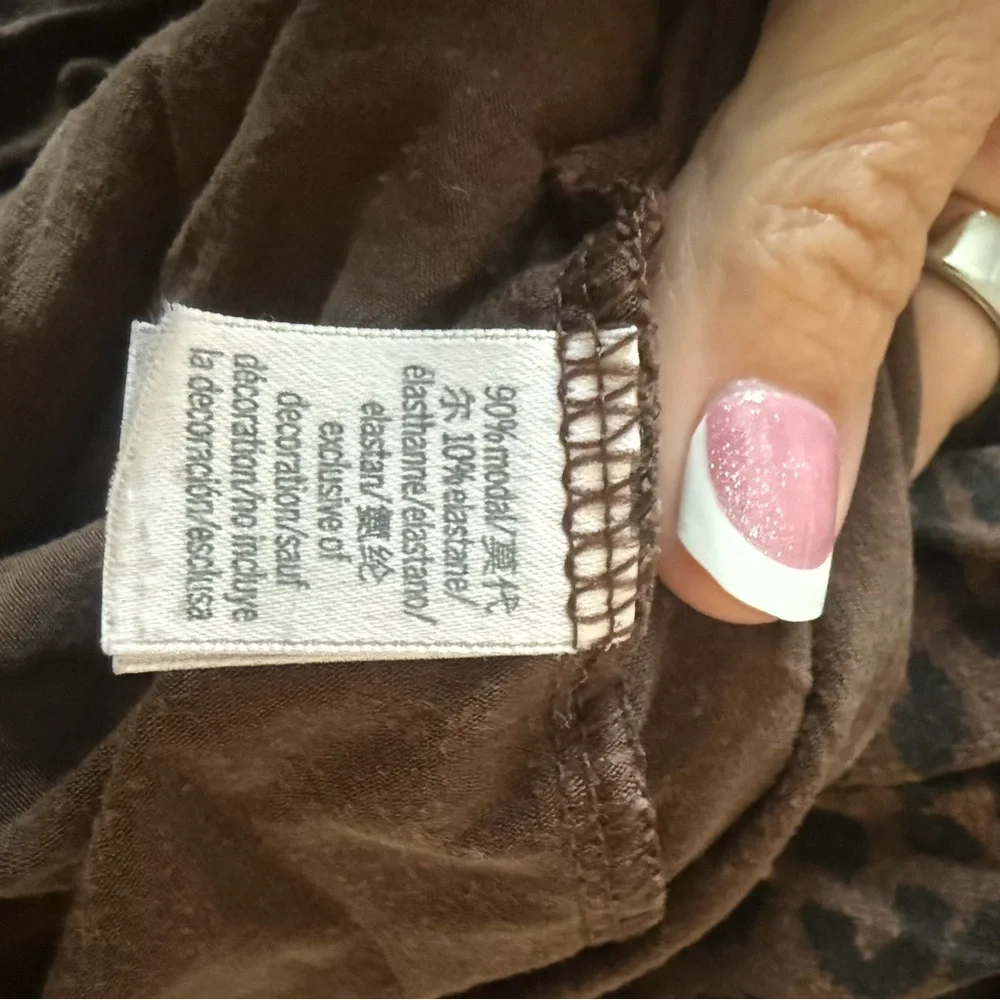 90%modal/莫代
尔 10%elastane/
élasthanne/elastano/
elastan/氨纶
exclusive of
decoration/sauf
décoration/no incluye
la decoración/esclusa